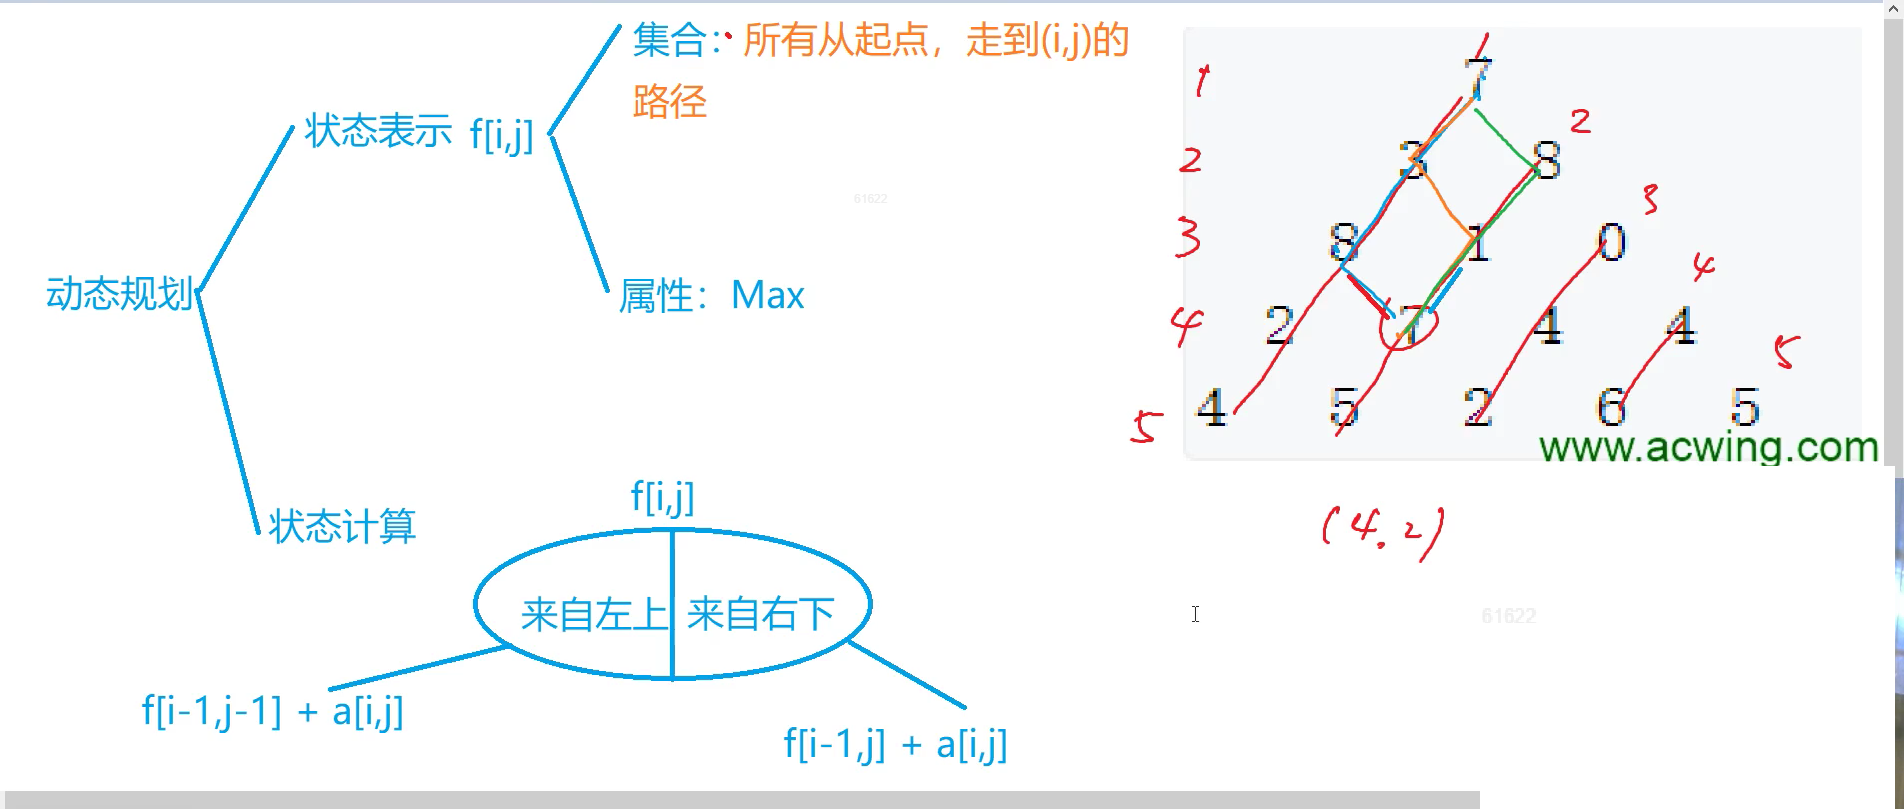 集合：所有从起点，走到(i,j)的
路径
状态表示 f[i,j]
属性：Max
动态规划
状态计算
f[i,j]
来自左上 来自右下
f[i-1,j-1] + a[i,j]
f[i-1,j] + a[i,j]
1 7
2 3 8 2
3 8 1 0 3
4 2 7 4 4 4
5 4 5 2 6 5 5
www.acwing.com
(4.2)
61622
61622